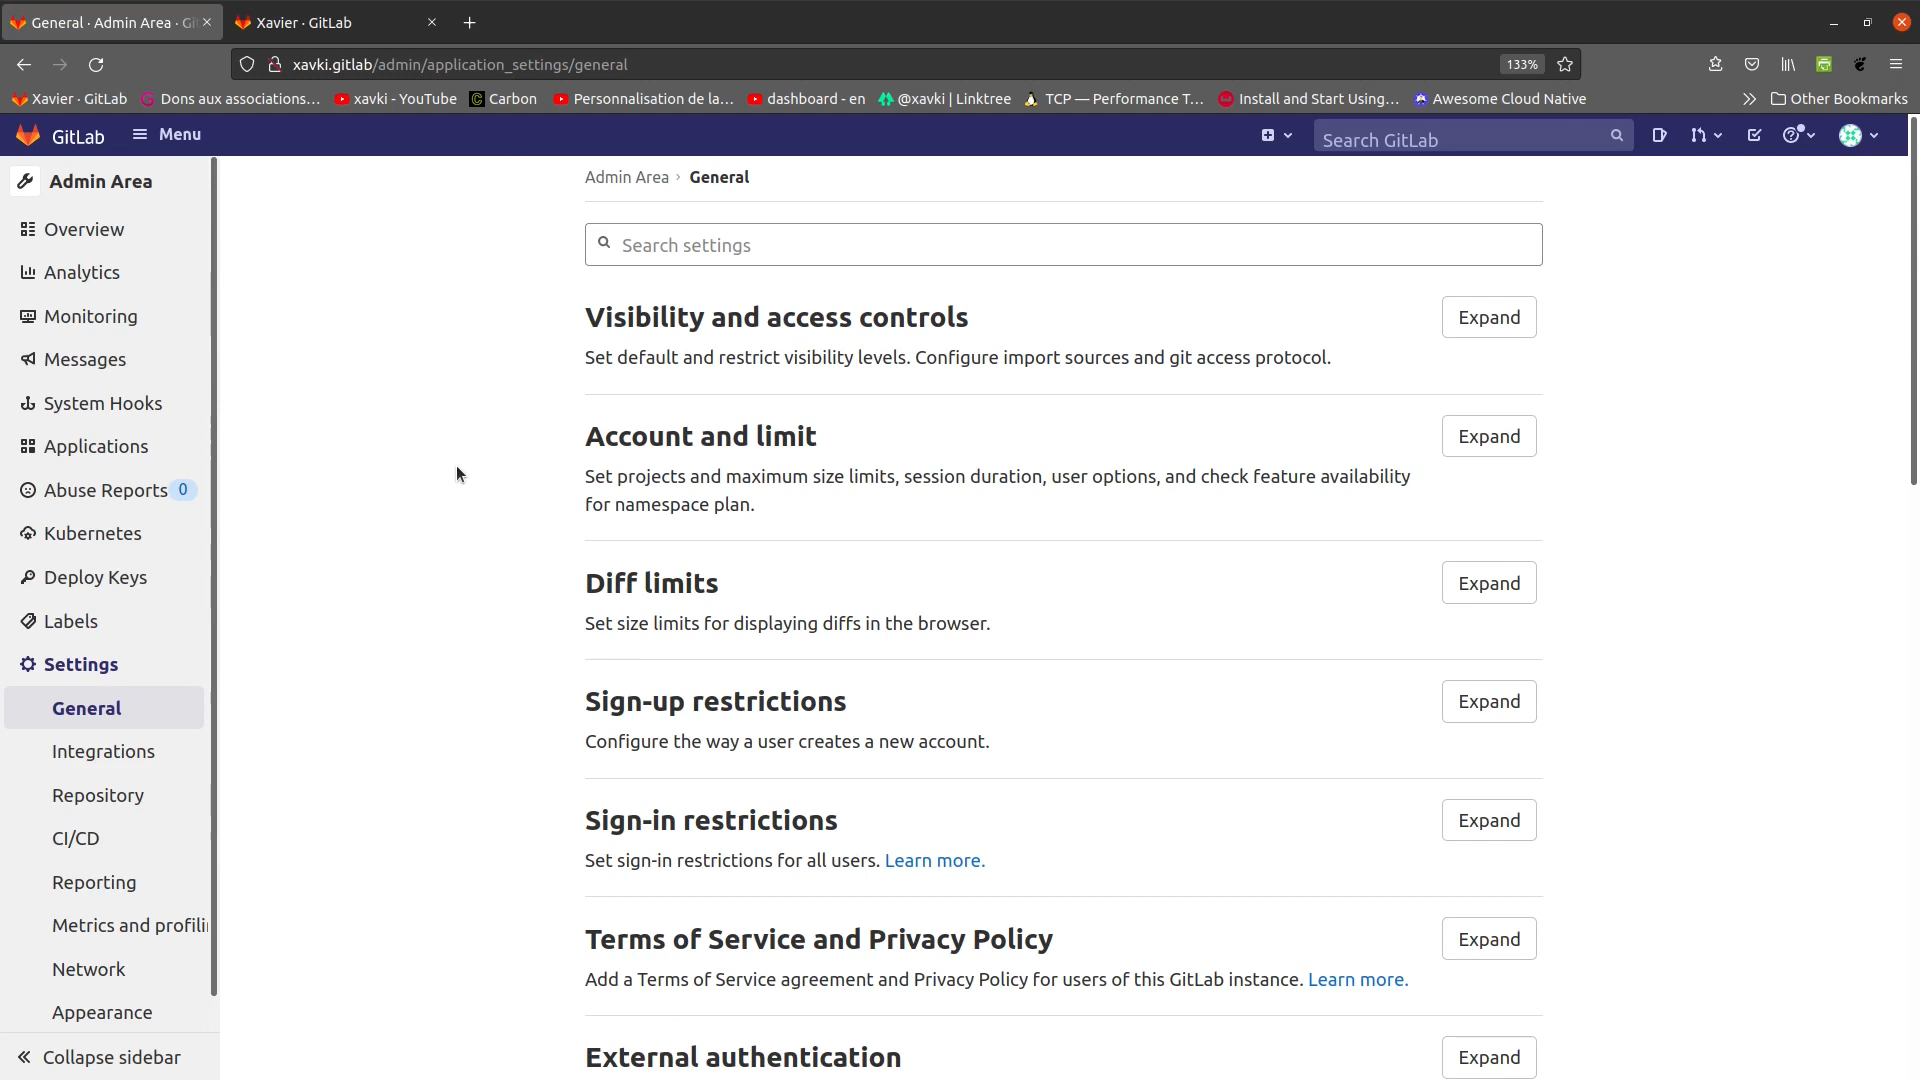 General · Admin Area · Gi
Xavier · GitLab
xavki.gitlab/admin/application_settings/general
133%
Xavier · GitLab
Dons aux associations…
xavki - YouTube
Carbon
Personnalisation de la…
dashboard - en
@xavki | Linktree
TCP — Performance T…
Install and Start Using…
Awesome Cloud Native
Other Bookmarks
GitLab
Menu
Search GitLab
Admin Area
Overview
Analytics
Monitoring
Messages
System Hooks
Applications
Abuse Reports 0
Kubernetes
Deploy Keys
Labels
Settings
General
Integrations
Repository
CI/CD
Reporting
Metrics and profili
Network
Appearance
Collapse sidebar
Admin Area › General
Search settings
Visibility and access controls
Expand
Set default and restrict visibility levels. Configure import sources and git access protocol.
Account and limit
Expand
Set projects and maximum size limits, session duration, user options, and check feature availability
for namespace plan.
Diff limits
Expand
Set size limits for displaying diffs in the browser.
Sign-up restrictions
Expand
Configure the way a user creates a new account.
Sign-in restrictions
Expand
Set sign-in restrictions for all users. Learn more.
Terms of Service and Privacy Policy
Expand
Add a Terms of Service agreement and Privacy Policy for users of this GitLab instance. Learn more.
External authentication
Expand